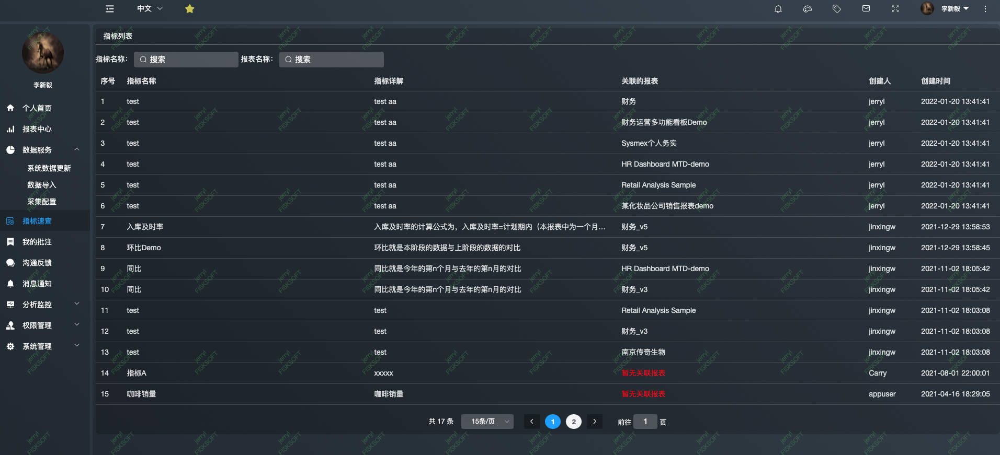 中文
李新毅
李新毅
个人首页
报表中心
数据服务
系统数据更新
数据导入
采集配置
指标速查
我的批注
沟通反馈
消息通知
分析监控
权限管理
系统管理
指标列表
指标名称： 搜索 报表名称： 搜索
序号 指标名称 指标详解 关联的报表 创建人 创建时间
1 test test aa 财务 jerryl 2022-01-20 13:41:41
2 test test aa 财务运营多功能看板Demo jerryl 2022-01-20 13:41:41
3 test test aa Sysmex个人务实 jerryl 2022-01-20 13:41:41
4 test test aa HR Dashboard MTD-demo jerryl 2022-01-20 13:41:41
5 test test aa Retail Analysis Sample jerryl 2022-01-20 13:41:41
6 test test aa 某化妆品公司销售报表demo jerryl 2022-01-20 13:41:41
7 入库及时率 入库及时率的计算公式为，入库及时率=计划期内（本报表中为一个月… 财务_v5 jinxingw 2021-12-29 13:58:53
8 环比Demo 环比就是本阶段的数据与上阶段的数据的对比 财务_v5 jinxingw 2021-12-29 13:58:45
9 同比 同比就是今年的第n个月与去年的第n月的对比 HR Dashboard MTD-demo jinxingw 2021-11-02 18:05:42
10 同比 同比就是今年的第n个月与去年的第n月的对比 财务_v3 jinxingw 2021-11-02 18:05:42
11 test test Retail Analysis Sample jinxingw 2021-11-02 18:03:08
12 test test 财务_v3 jinxingw 2021-11-02 18:03:08
13 test test 南京传奇生物 jinxingw 2021-11-02 18:03:08
14 指标A xxxxx 暂无关联报表 Carry 2021-08-01 22:00:01
15 咖啡销量 咖啡销量 暂无关联报表 appuser 2021-04-16 18:29:05
共 17 条 15条/页 1 2 前往 1 页
jerryl
FISKSOFT